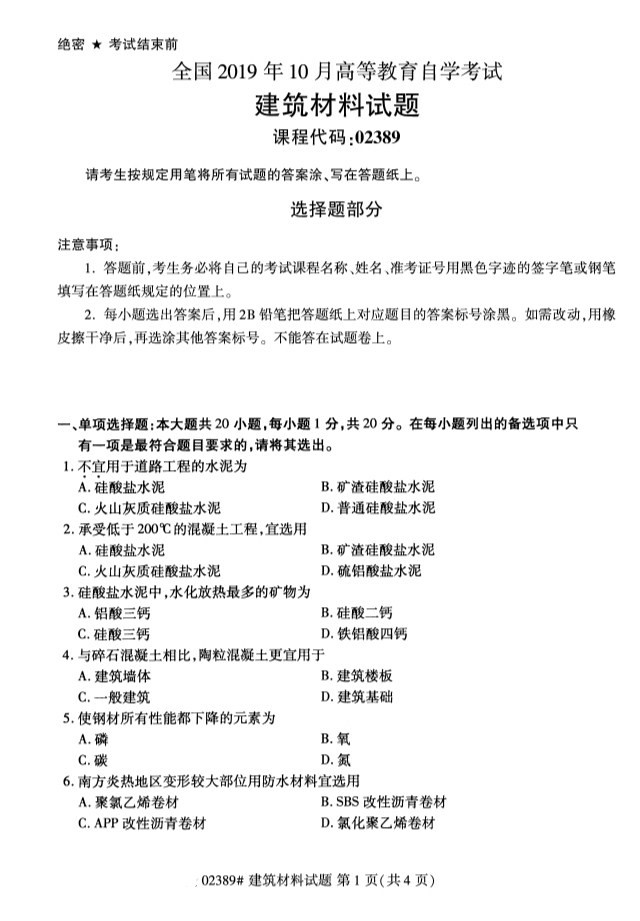 绝密 ★ 考试结束前
全国 2019 年 10 月高等教育自学考试
建筑材料试题
课程代码:02389
请考生按规定用笔将所有试题的答案涂、写在答题纸上。
选择题部分
注意事项:
1. 答题前,考生务必将自己的考试课程名称、姓名、准考证号用黑色字迹的签字笔或钢笔
填写在答题纸规定的位置上。
2. 每小题选出答案后,用 2B 铅笔把答题纸上对应题目的答案标号涂黑。如需改动,用橡
皮擦干净后,再选涂其他答案标号。不能答在试题卷上。
一、单项选择题:本大题共 20 小题,每小题 1 分,共 20 分。在每小题列出的备选项中只
有一项是最符合题目要求的,请将其选出。
1. 不宜用于道路工程的水泥为
A. 硅酸盐水泥 B. 矿渣硅酸盐水泥
C. 火山灰质硅酸盐水泥 D. 普通硅酸盐水泥
2. 承受低于 200℃的混凝土工程,宜选用
A. 硅酸盐水泥 B. 矿渣硅酸盐水泥
C. 火山灰质硅酸盐水泥 D. 硫铝酸盐水泥
3. 硅酸盐水泥中,水化放热最多的矿物为
A. 铝酸三钙 B. 硅酸二钙
C. 硅酸三钙 D. 铁铝酸四钙
4. 与碎石混凝土相比,陶粒混凝土更宜用于
A. 建筑墙体 B. 建筑楼板
C. 一般建筑 D. 建筑基础
5. 使钢材所有性能都下降的元素为
A. 磷 B. 氧
C. 碳 D. 氮
6. 南方炎热地区变形较大部位用防水材料宜选用
A. 聚氯乙烯卷材 B. SBS 改性沥青卷材
C. APP 改性沥青卷材 D. 氯化聚乙烯卷材
02389# 建筑材料试题 第 1 页(共 4 页)